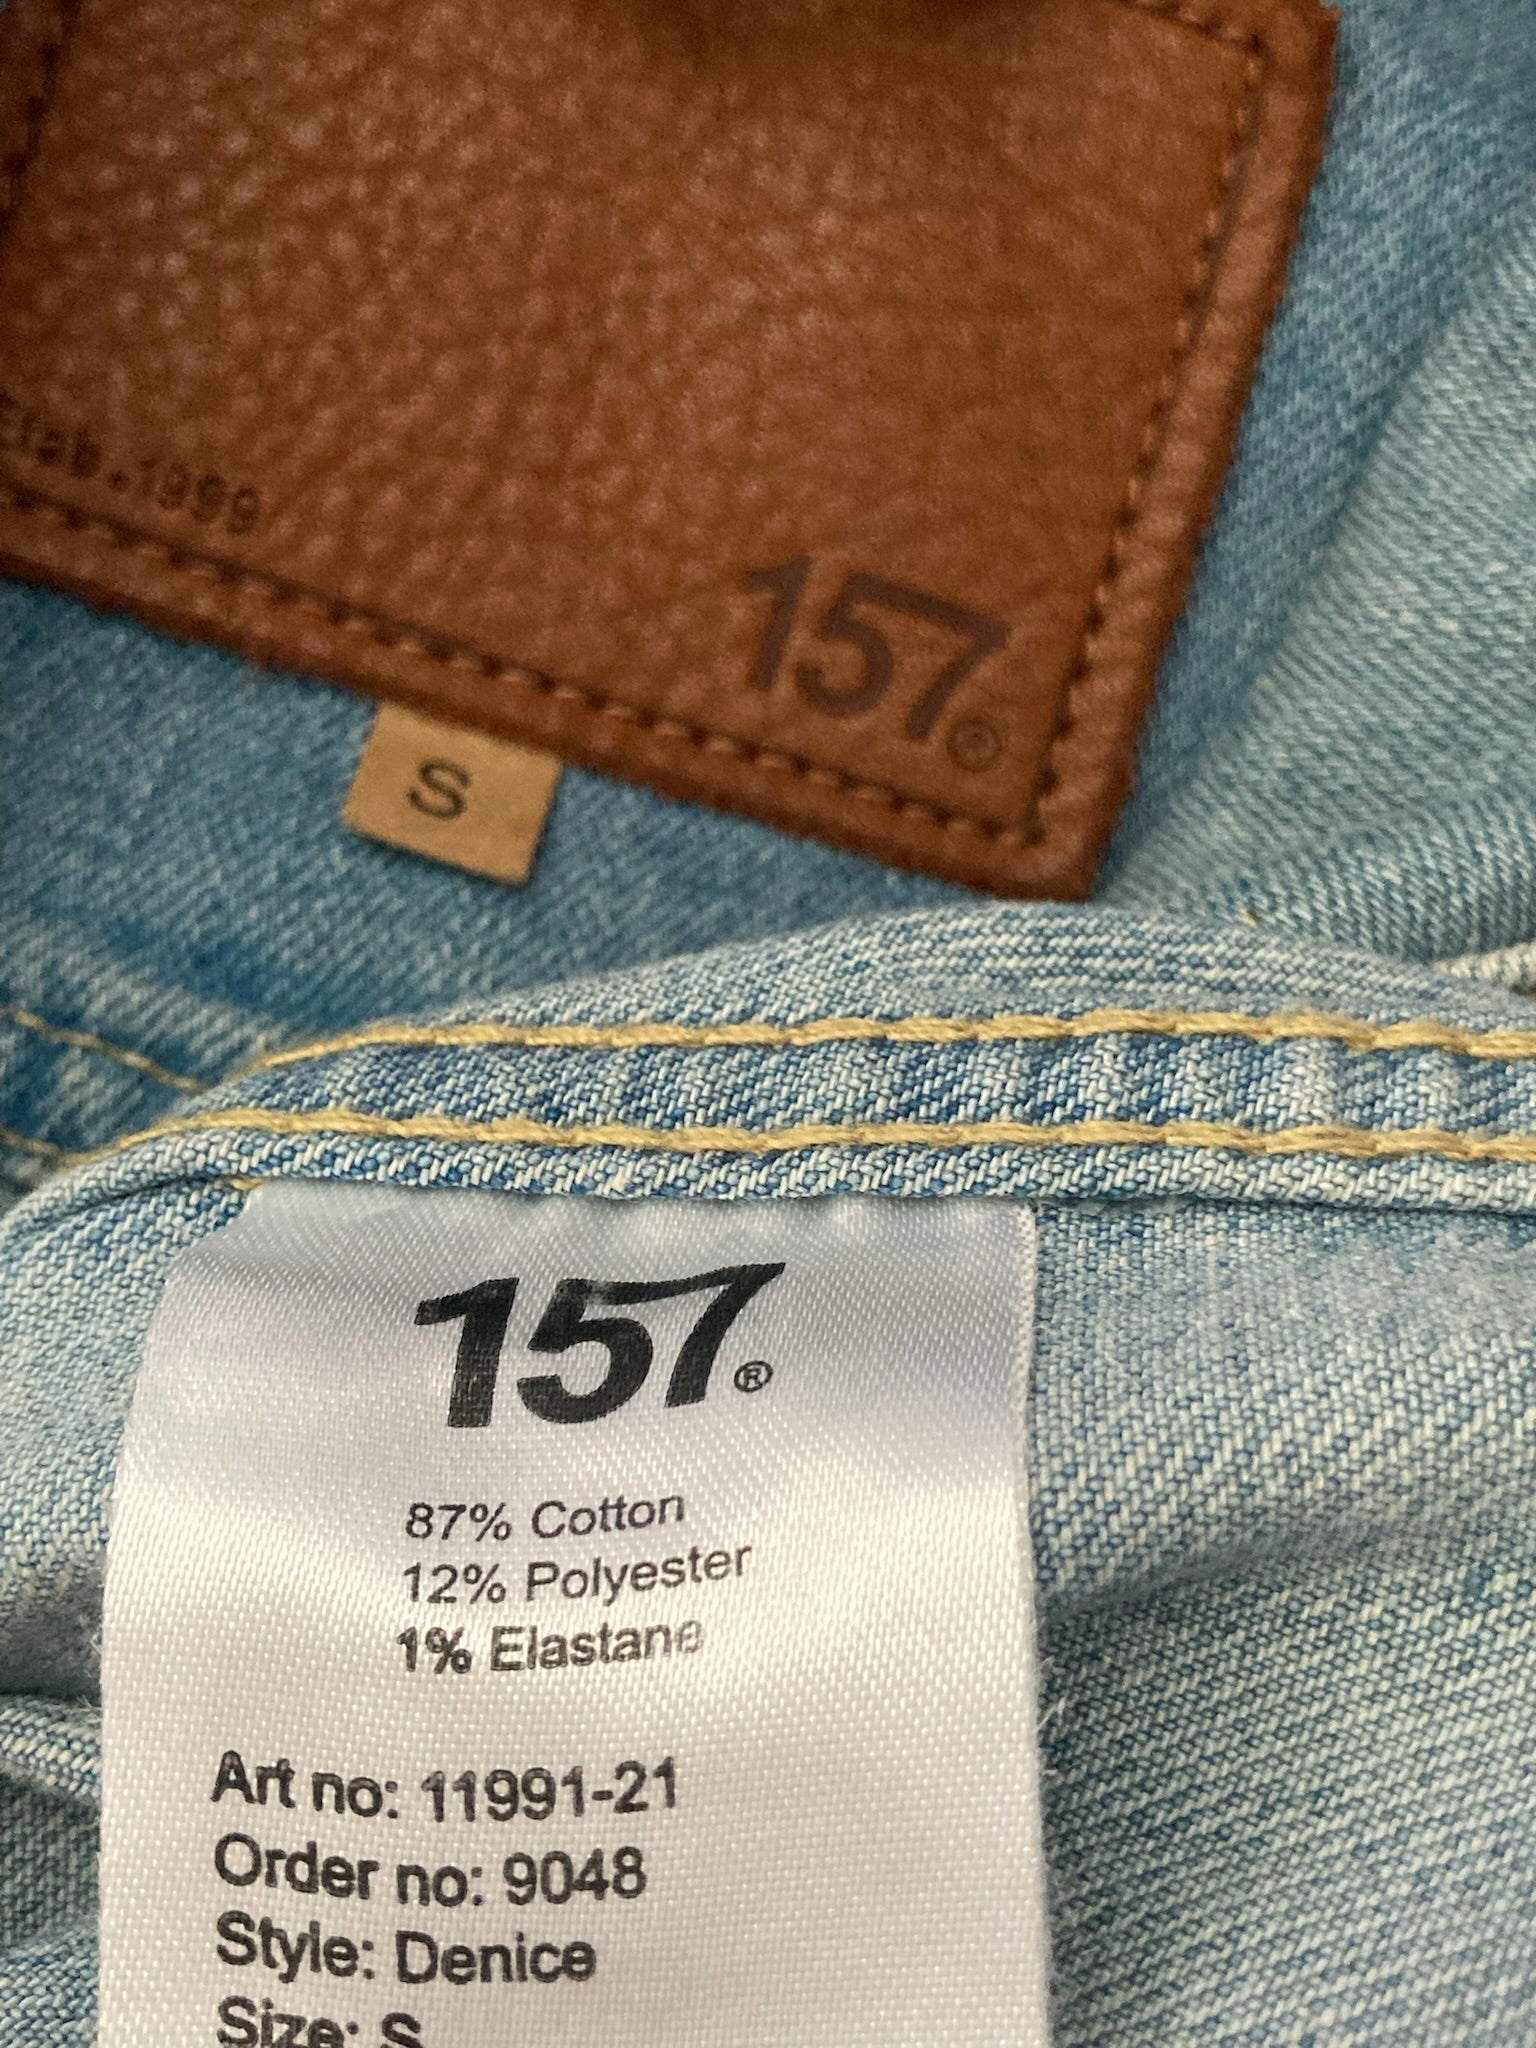 Estab.1999
157®
S
157®
87% Cotton
12% Polyester
1% Elastane
Art no: 11991-21
Order no: 9048
Style: Denice
Size: S